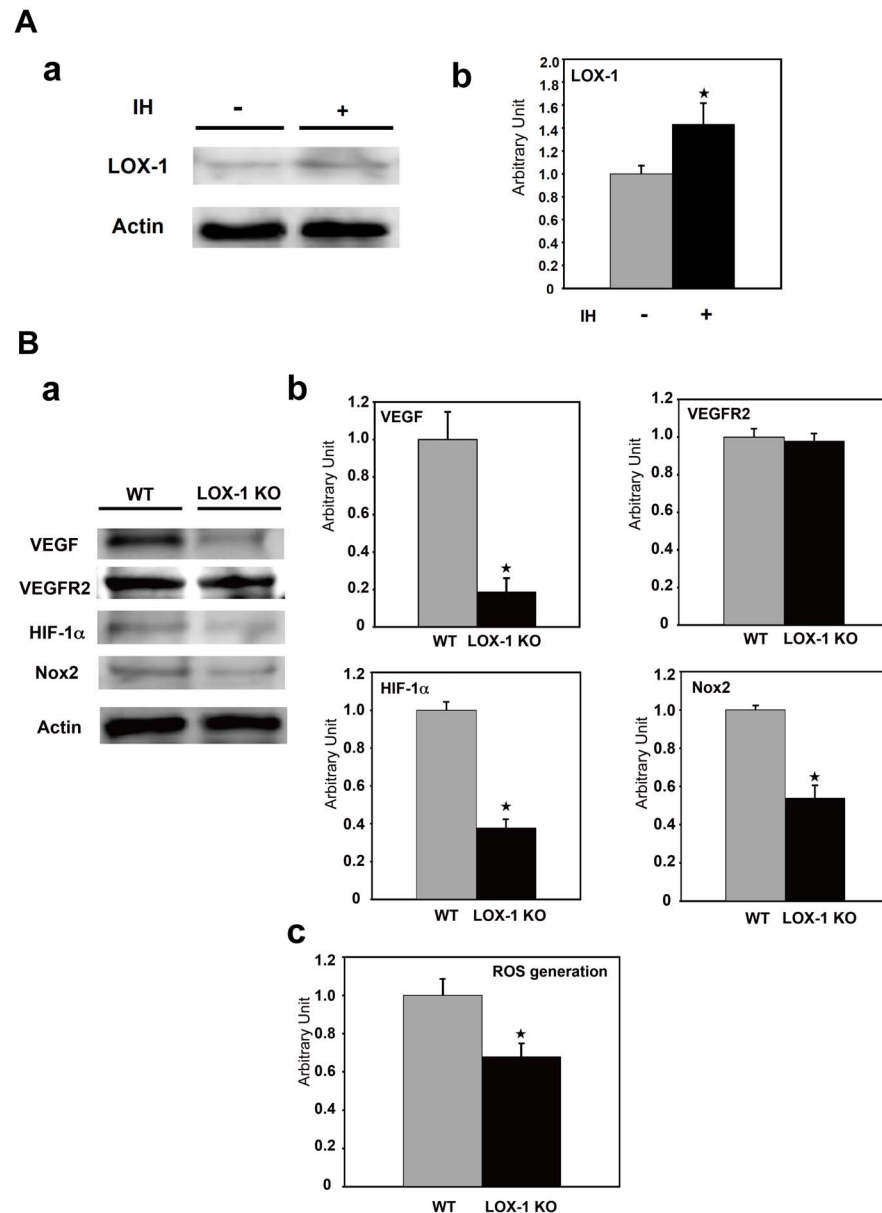 A
a
IH - +
LOX-1
Actin
b
LOX-1
★
Arbitrary Unit
2.0
1.8
1.6
1.4
1.2
1.0
0.8
0.6
0.4
0.2
0
IH - +
B
a
WT LOX-1 KO
VEGF
VEGFR2
HIF-1α
Nox2
Actin
b
VEGF
★
Arbitrary Unit
1.2
1.0
0.8
0.6
0.4
0.2
0
WT LOX-1 KO
VEGFR2
Arbitrary Unit
1.2
1.0
0.8
0.6
0.4
0.2
0
WT LOX-1 KO
HIF-1α
★
Arbitrary Unit
1.2
1.0
0.8
0.6
0.4
0.2
0
WT LOX-1 KO
Nox2
★
Arbitrary Unit
1.2
1.0
0.8
0.6
0.4
0.2
0
WT LOX-1 KO
c
ROS generation
★
Arbitrary Unit
1.2
1.0
0.8
0.6
0.4
0.2
0
WT LOX-1 KO